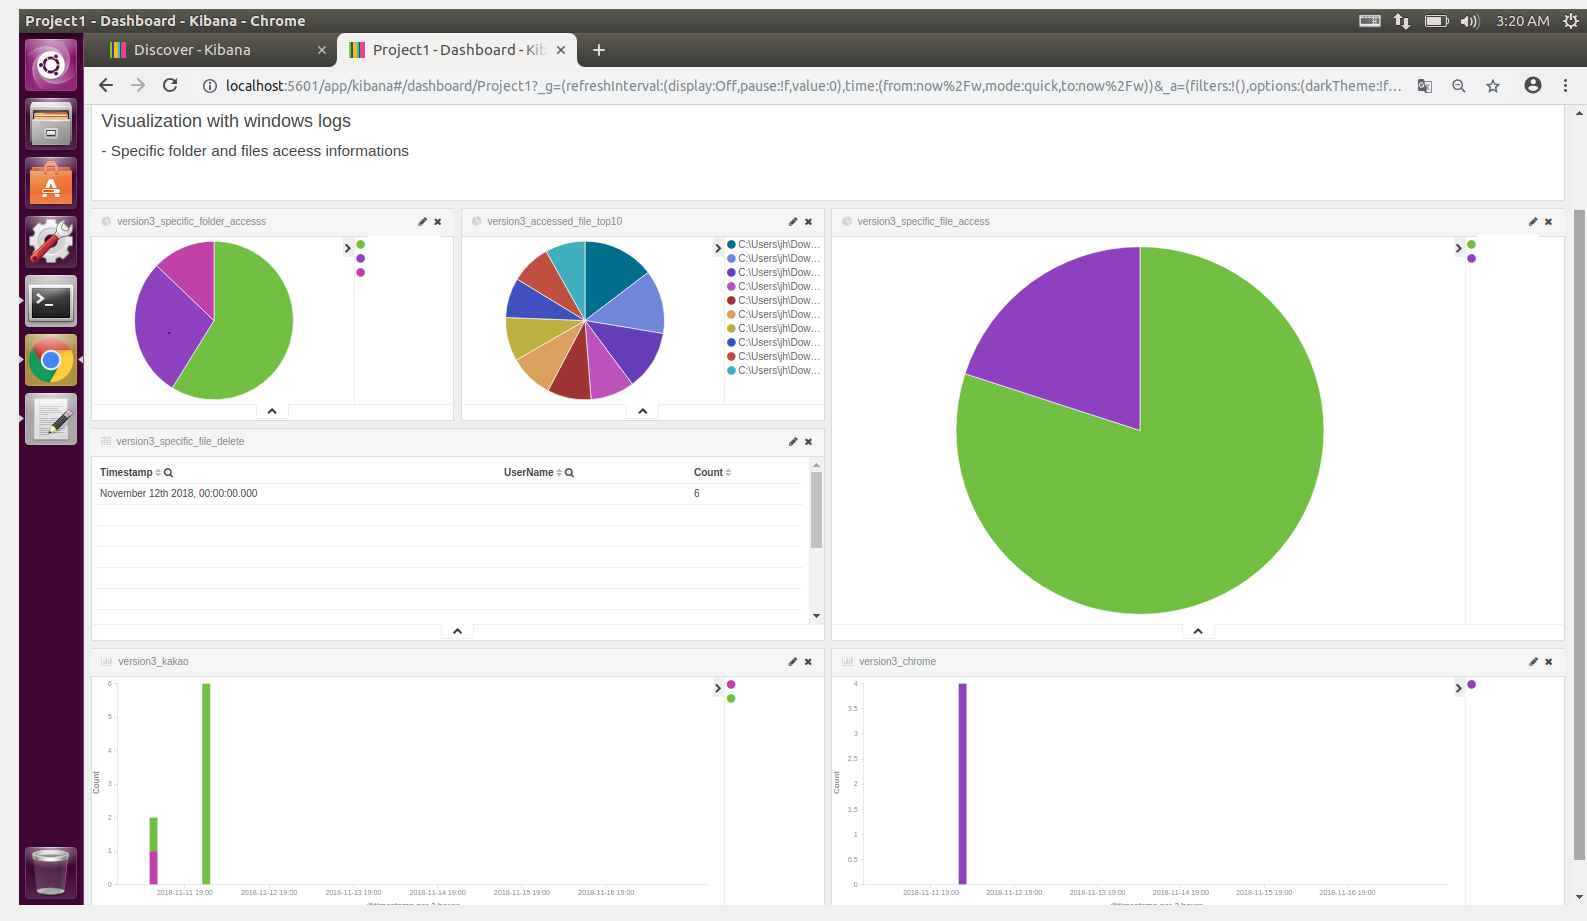 Project1 - Dashboard - Kibana - Chrome
3:20 AM
Discover - Kibana
Project1 - Dashboard - Kib
localhost:5601/app/kibana#/dashboard/Project1?_g=(refreshInterval:(display:Off,pause:!f,value:0),time:(from:now%2Fw,mode:quick,to:now%2Fw))&_a=(filters:!(),options:(darkTheme:!f...
Visualization with windows logs
- Specific folder and files aceess informations
version3_specific_folder_accesss
version3_accessed_file_top10
C:\Users\jh\Dow...
C:\Users\jh\Dow...
C:\Users\jh\Dow...
C:\Users\jh\Dow...
C:\Users\jh\Dow...
C:\Users\jh\Dow...
C:\Users\jh\Dow...
C:\Users\jh\Dow...
C:\Users\jh\Dow...
C:\Users\jh\Dow...
version3_specific_file_access
version3_specific_file_delete
Timestamp UserName Count
November 12th 2018, 00:00:00.000 6
version3_kakao
6
5
4
3
2
1
0
Count
2018-11-11 19:00 2018-11-12 19:00 2018-11-13 19:00 2018-11-14 19:00 2018-11-15 19:00 2018-11-16 19:00
@timestamp per 3 hours
version3_chrome
4
3.5
3
2.5
2
1.5
1
0.5
0
Count
2018-11-11 19:00 2018-11-12 19:00 2018-11-13 19:00 2018-11-14 19:00 2018-11-15 19:00 2018-11-16 19:00
@timestamp per 3 hours